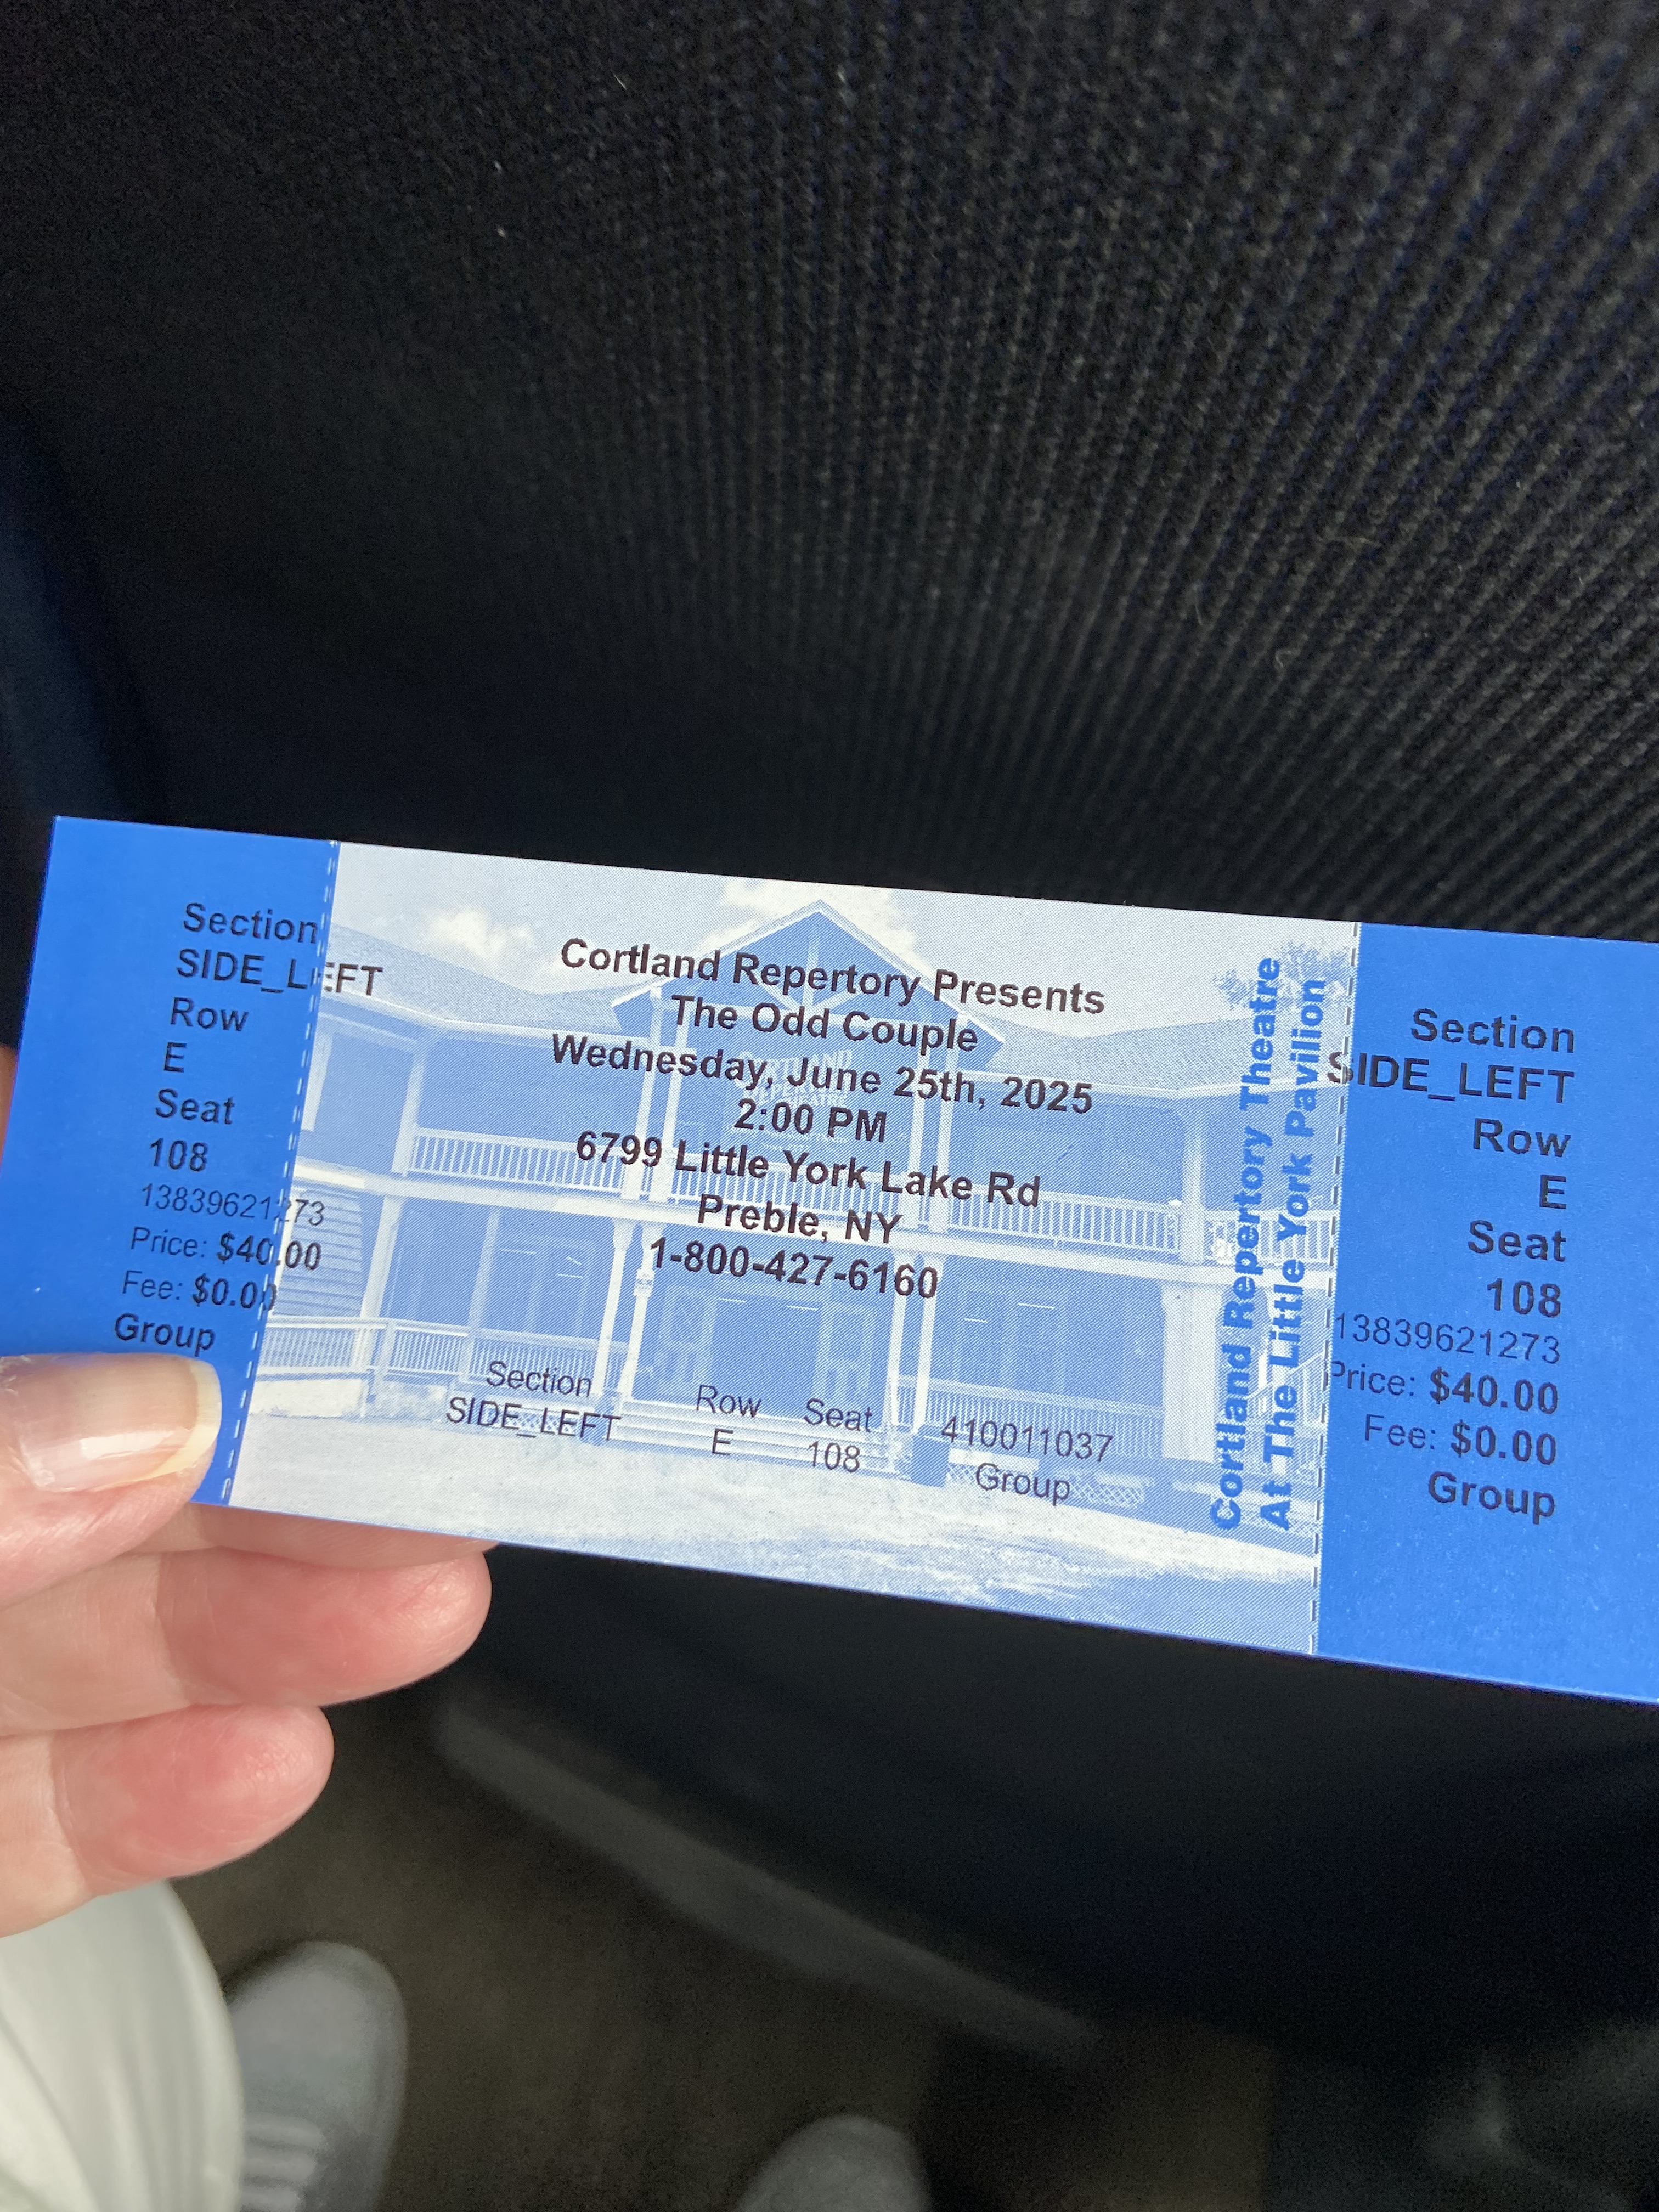 Section
SIDE_LEFT
Row
E
Seat
108
13839621273
Price: $40.00
Fee: $0.00
Group
Cortland Repertory Presents
The Odd Couple
Wednesday, June 25th, 2025
2:00 PM
6799 Little York Lake Rd
Preble, NY
1-800-427-6160
Section Row Seat 410011037
SIDE_LEFT E 108 Group
Cortland Repertory Theatre
At The Little York Pavilion
Section
SIDE_LEFT
Row
E
Seat
108
13839621273
Price: $40.00
Fee: $0.00
Group